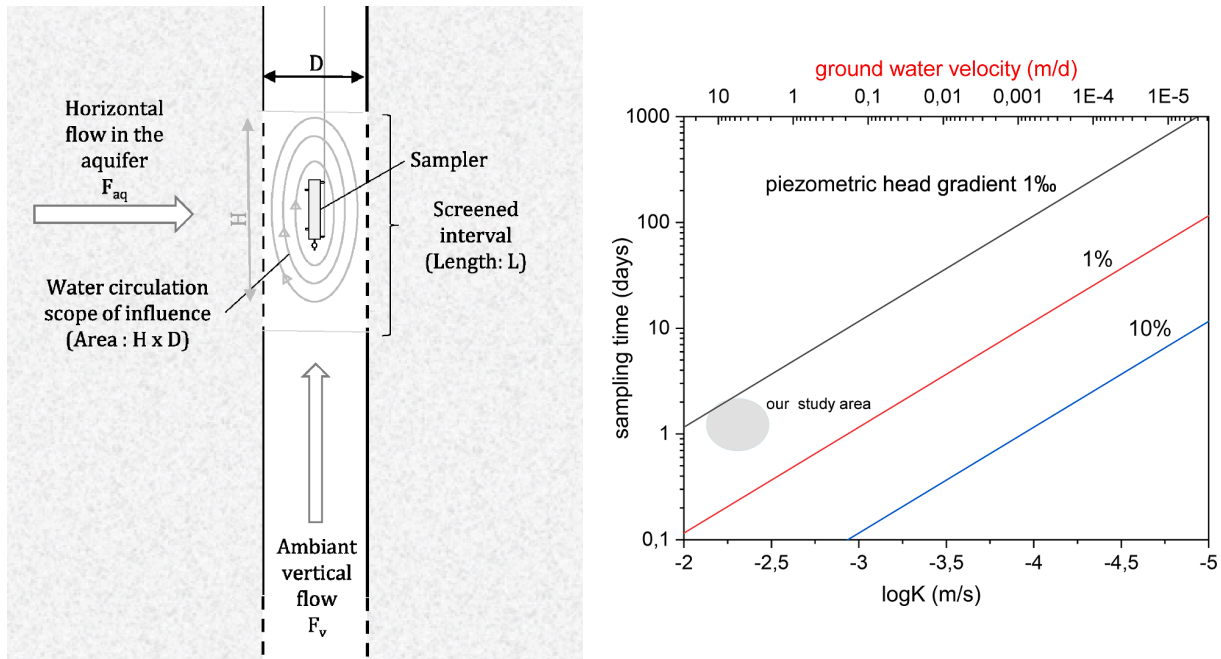 D
Horizontal
flow in the
aquifer
F_aq
H
Sampler
Screened
interval
(Length: L)
Water circulation
scope of influence
(Area : H x D)
Ambiant
vertical
flow
F_v
ground water velocity (m/d)
10 1 0,1 0,01 0,001 1E-4 1E-5
1000
100
10
1
0,1
sampling time (days)
piezometric head gradient 1‰
1%
10%
our study area
-2 -2,5 -3 -3,5 -4 -4,5 -5
logK (m/s)